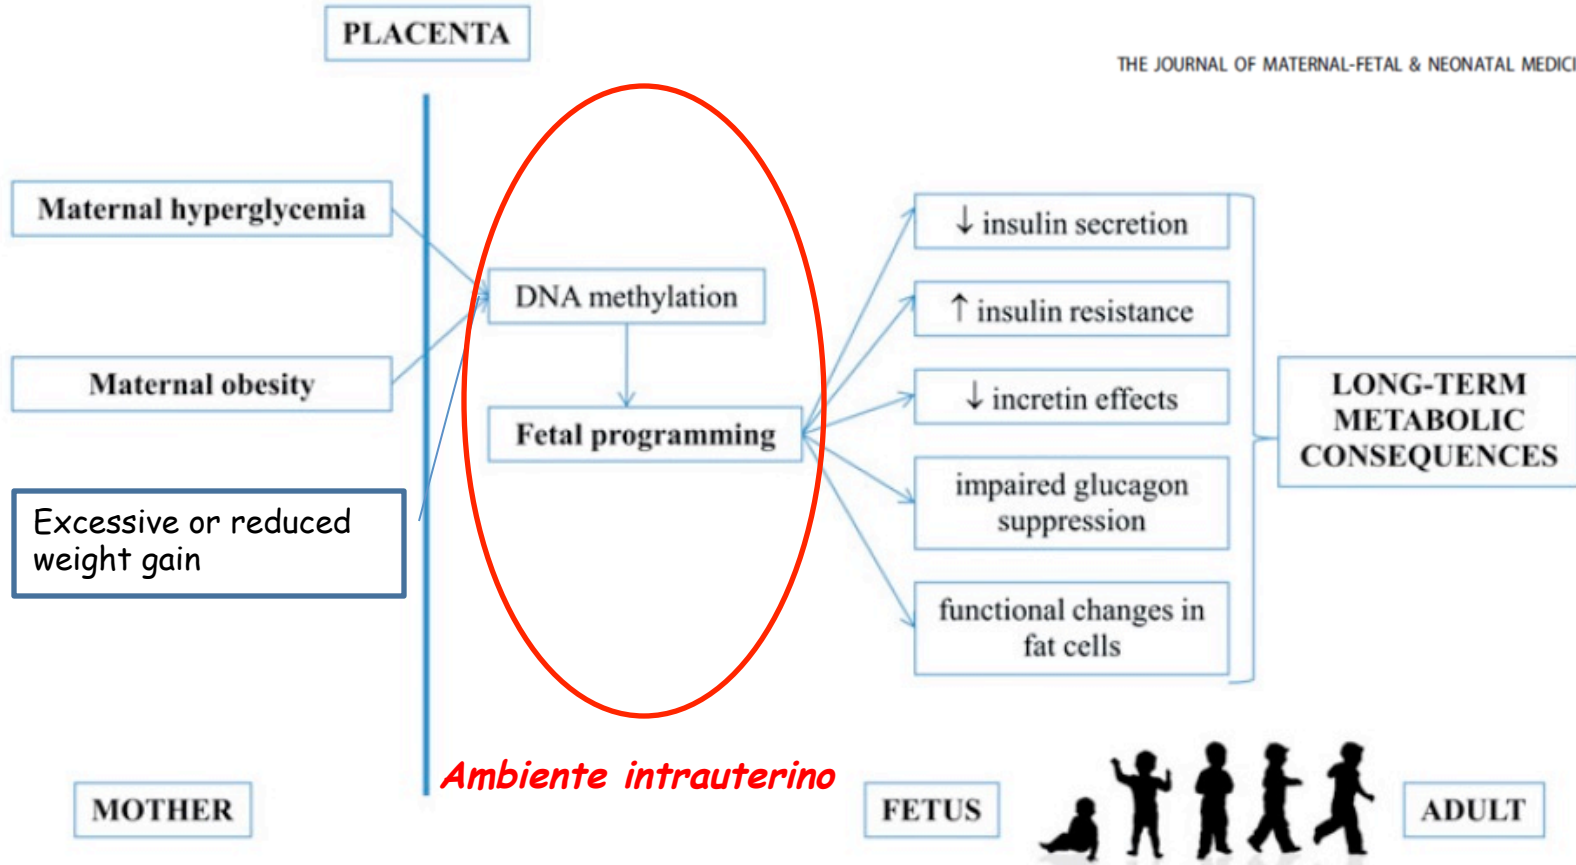 PLACENTA
THE JOURNAL OF MATERNAL-FETAL & NEONATAL MEDICI
Maternal hyperglycemia
Maternal obesity
Excessive or reduced
weight gain
DNA methylation
Fetal programming
↓ insulin secretion
↑ insulin resistance
↓ incretin effects
impaired glucagon
suppression
functional changes in
fat cells
LONG-TERM
METABOLIC
CONSEQUENCES
Ambiente intrauterino
MOTHER
FETUS
ADULT